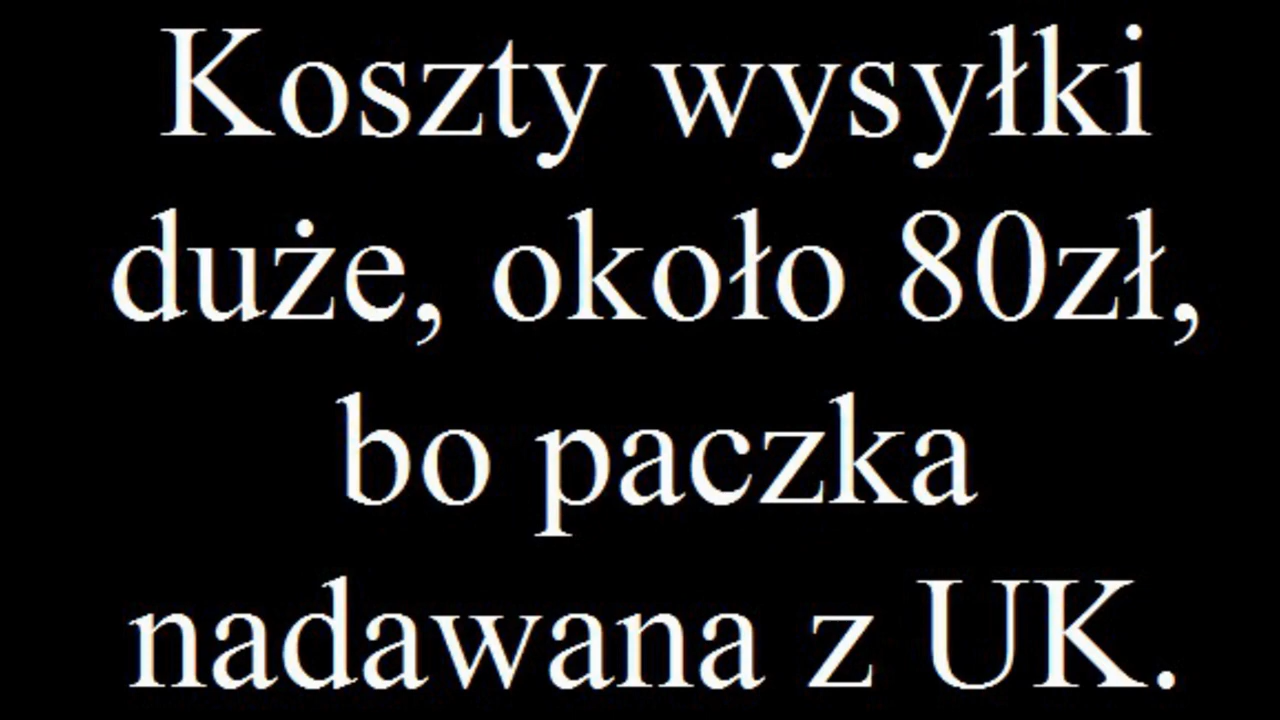 Koszty wysyłki
duże, około 80zł,
bo paczka
nadawana z UK.